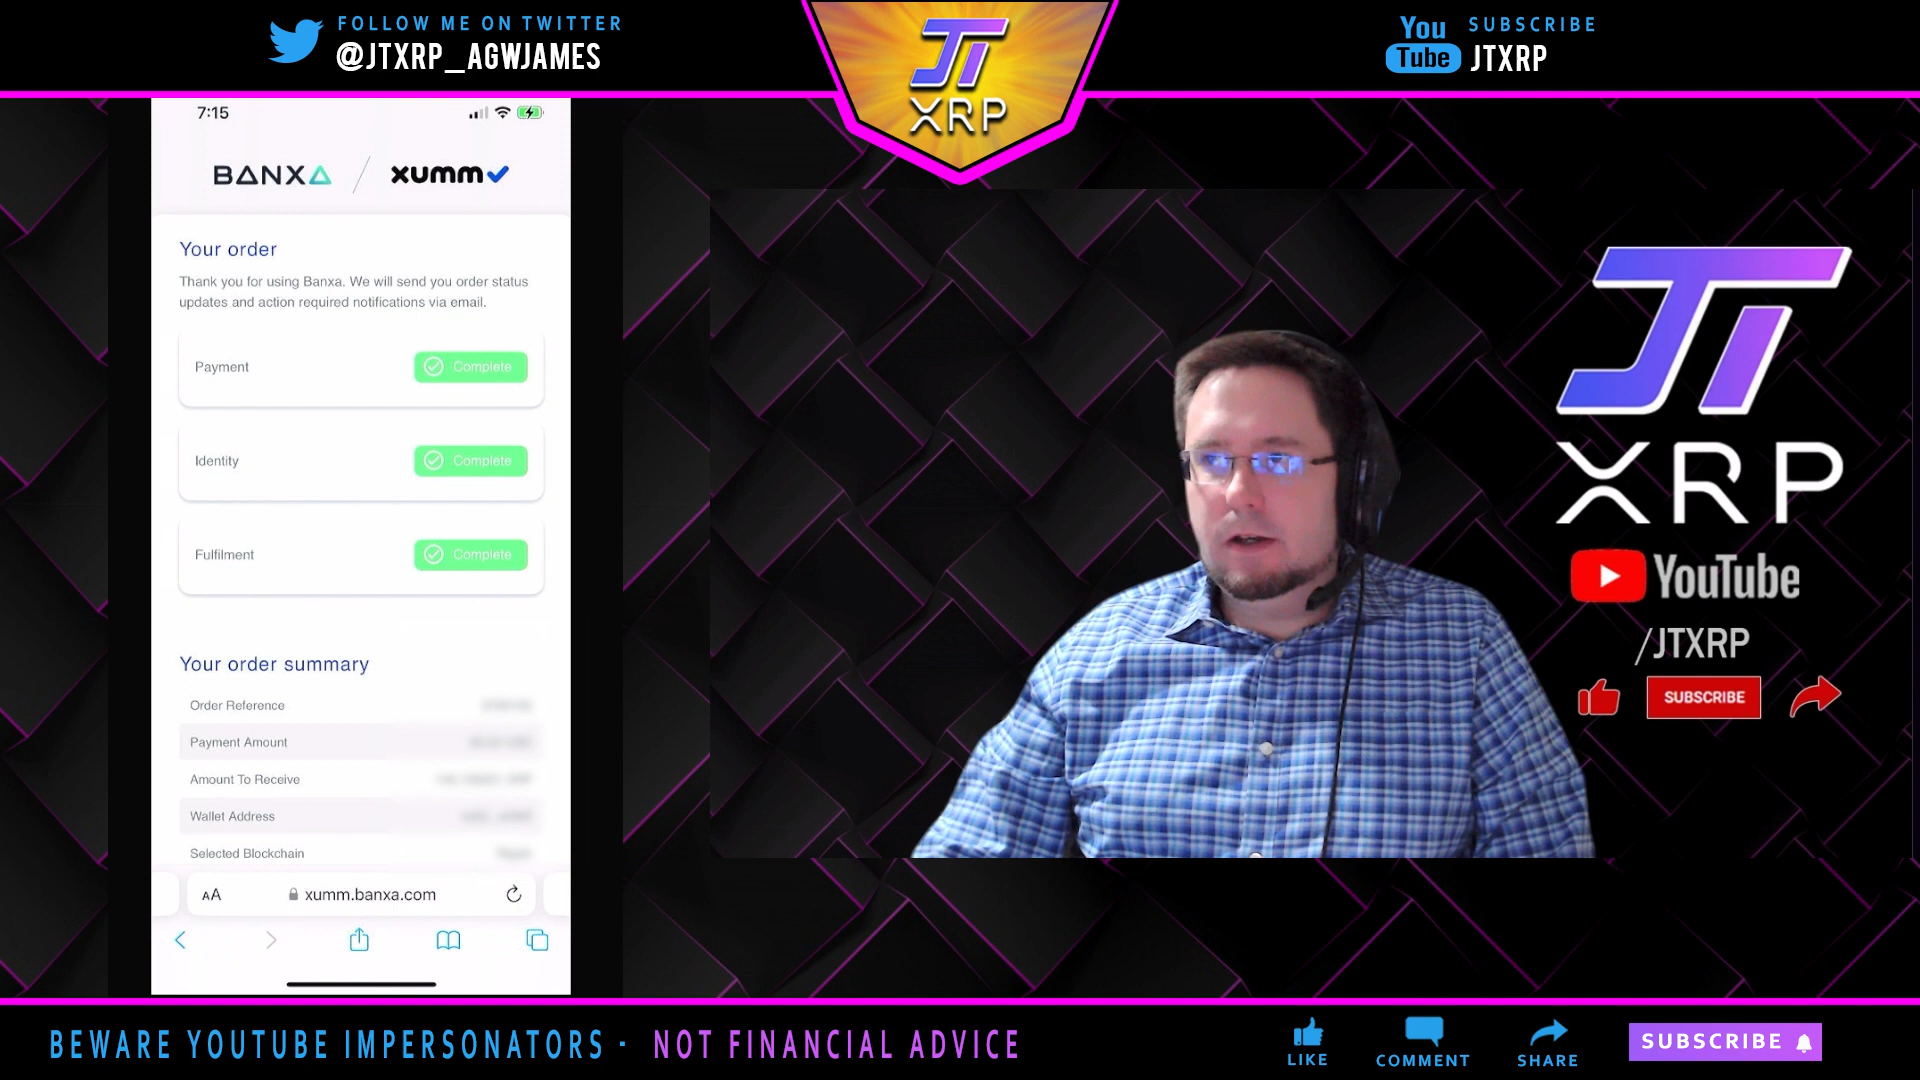 FOLLOW ME ON TWITTER
@JTXRP_AGWJAMES
JT
XRP
You
Tube
SUBSCRIBE
JTXRP
7:15
BANXA
xumm
Your order
Thank you for using Banxa. We will send you order status
updates and action required notifications via email.
Payment
Complete
Identity
Complete
Fulfilment
Complete
Your order summary
Order Reference
Payment Amount
Amount To Receive
Wallet Address
Selected Blockchain
AA
xumm.banxa.com
JT
XRP
YouTube
/JTXRP
SUBSCRIBE
BEWARE YOUTUBE IMPERSONATORS - NOT FINANCIAL ADVICE
LIKE
COMMENT
SHARE
SUBSCRIBE